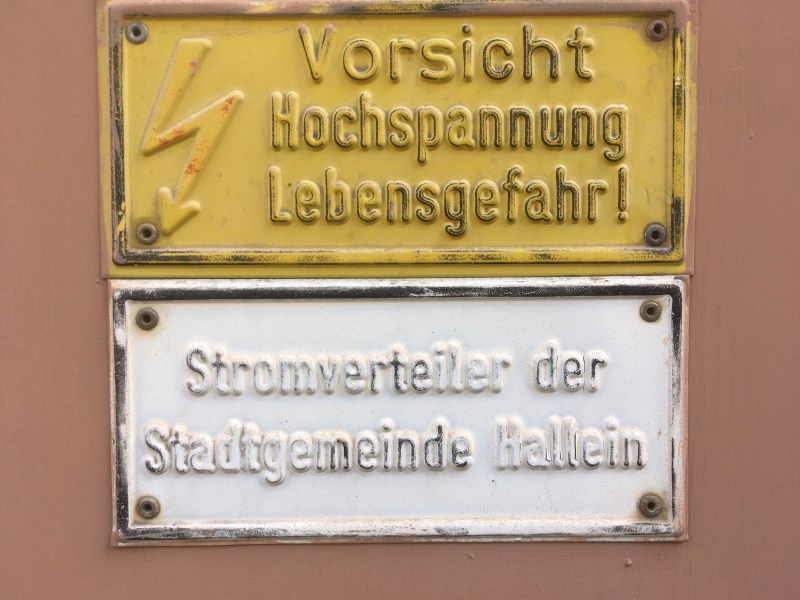 Vorsicht
Hochspannung
Lebensgefahr!
Stromverteiler der
Stadtgemeinde Hallein